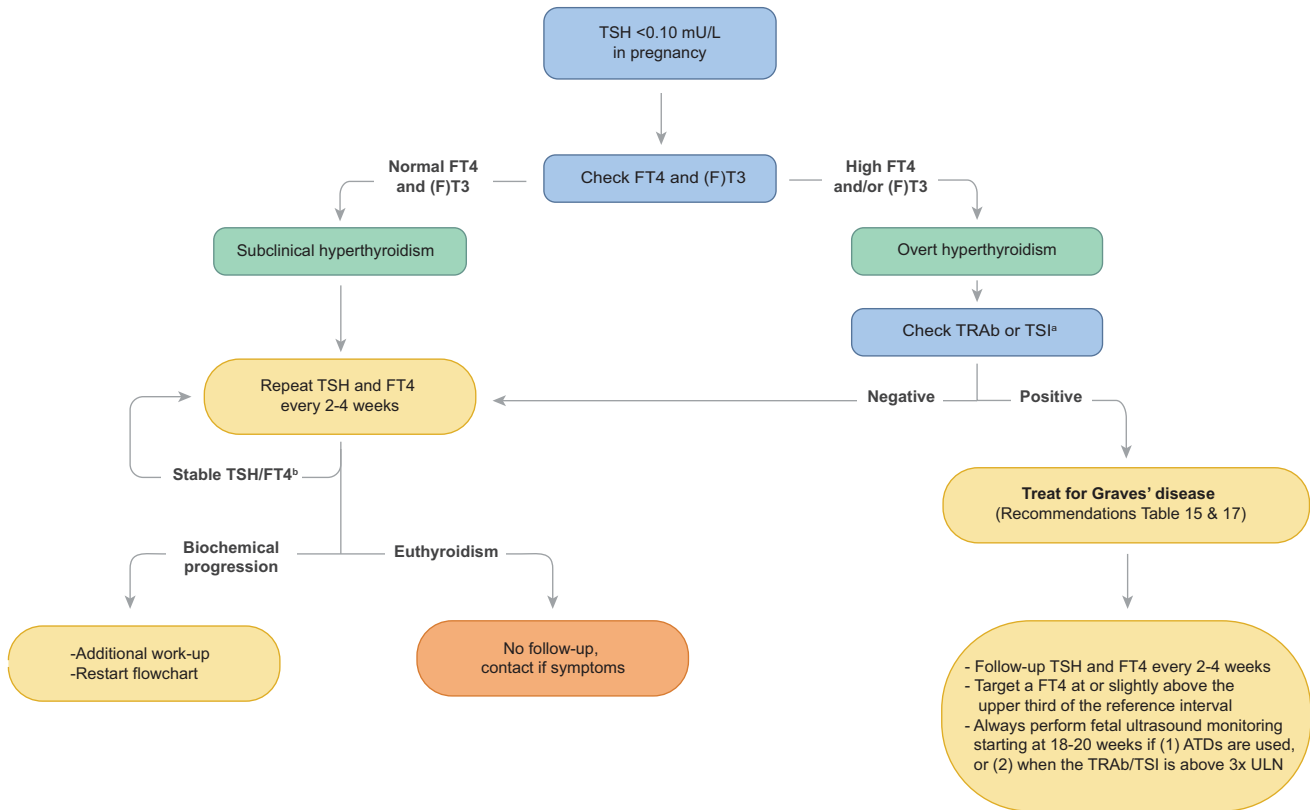 TSH <0.10 mU/L
in pregnancy
Normal FT4
and (F)T3
Check FT4 and (F)T3
High FT4
and/or (F)T3
Subclinical hyperthyroidism
Overt hyperthyroidism
Check TRAb or TSIᵃ
Repeat TSH and FT4
every 2-4 weeks
Negative
Positive
Stable TSH/FT4ᵇ
Treat for Graves’ disease
(Recommendations Table 15 & 17)
Biochemical
progression
Euthyroidism
-Additional work-up
-Restart flowchart
No follow-up,
contact if symptoms
- Follow-up TSH and FT4 every 2-4 weeks
- Target a FT4 at or slightly above the
upper third of the reference interval
- Always perform fetal ultrasound monitoring
starting at 18-20 weeks if (1) ATDs are used,
or (2) when the TRAb/TSI is above 3x ULN